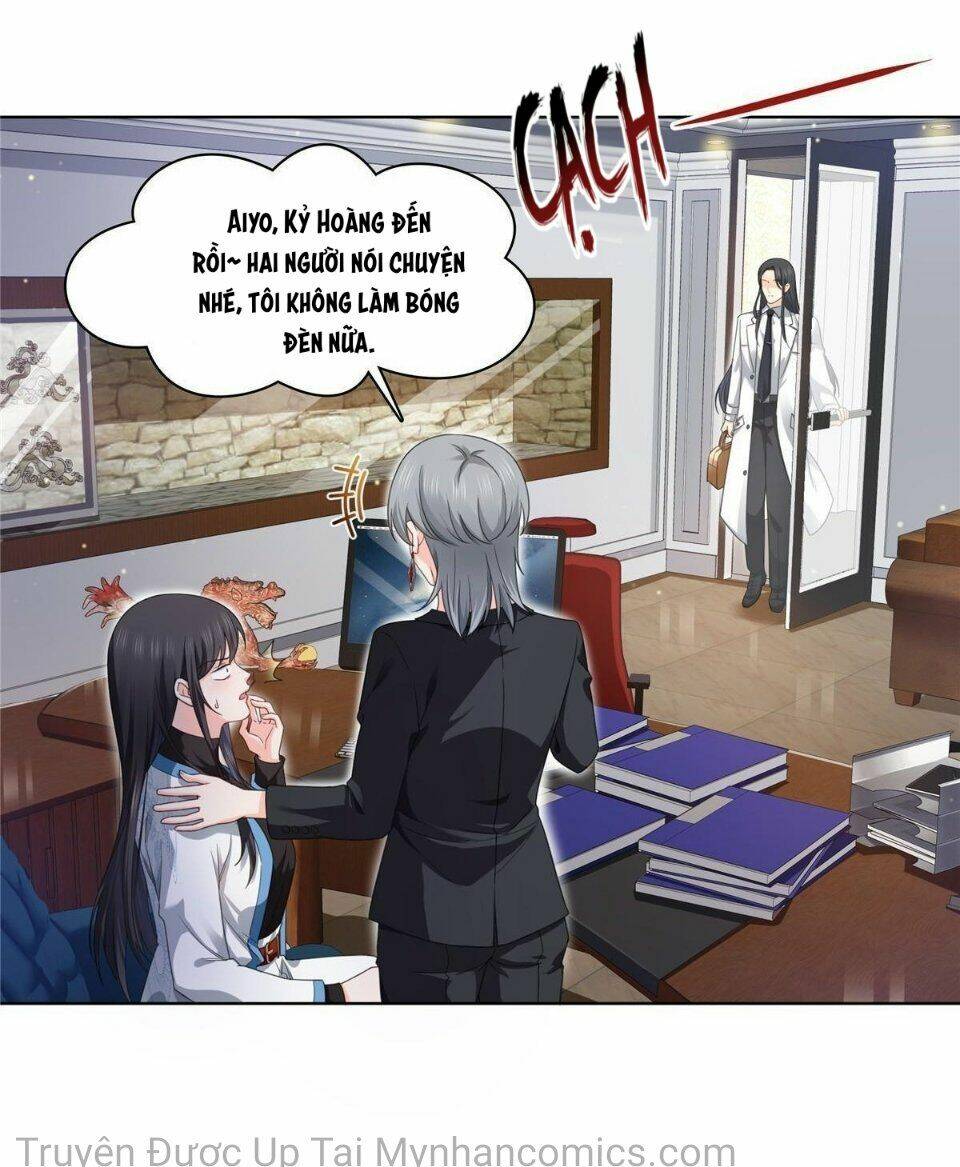 CẠCH
AIYO, KỶ HOÀNG ĐẾN
RỒI~ HAI NGƯỜI NÓI CHUYỆN
NHÉ, TÔI KHÔNG LÀM BÓNG
ĐÈN NỮA.
Truyện Được Up Tại Mynhancomics.com